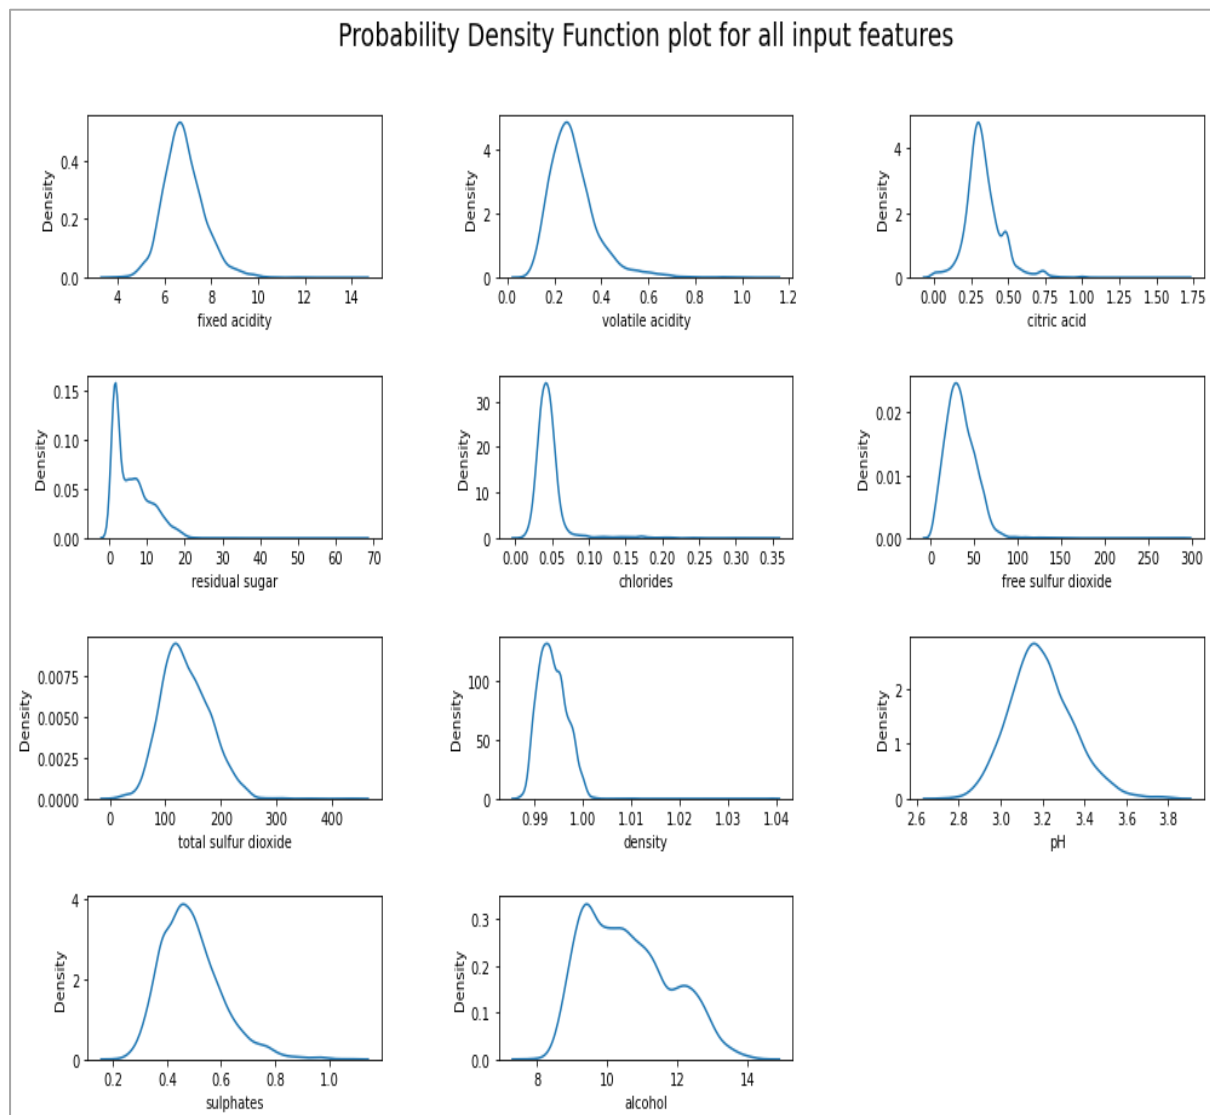 Probability Density Function plot for all input features
Density
0.4
0.2
0.0
4 6 8 10 12 14
fixed acidity
Density
4
2
0
0.0 0.2 0.4 0.6 0.8 1.0 1.2
volatile acidity
Density
4
2
0
0.00 0.25 0.50 0.75 1.00 1.25 1.50 1.75
citric acid
Density
0.15
0.10
0.05
0.00
0 10 20 30 40 50 60 70
residual sugar
Density
30
20
10
0
0.00 0.05 0.10 0.15 0.20 0.25 0.30 0.35
chlorides
Density
0.02
0.01
0.00
0 50 100 150 200 250 300
free sulfur dioxide
Density
0.0075
0.0050
0.0025
0.0000
0 100 200 300 400
total sulfur dioxide
Density
100
50
0
0.99 1.00 1.01 1.02 1.03 1.04
density
Density
2
1
0
2.6 2.8 3.0 3.2 3.4 3.6 3.8
pH
Density
4
2
0
0.2 0.4 0.6 0.8 1.0
sulphates
Density
0.3
0.2
0.1
0.0
8 10 12 14
alcohol